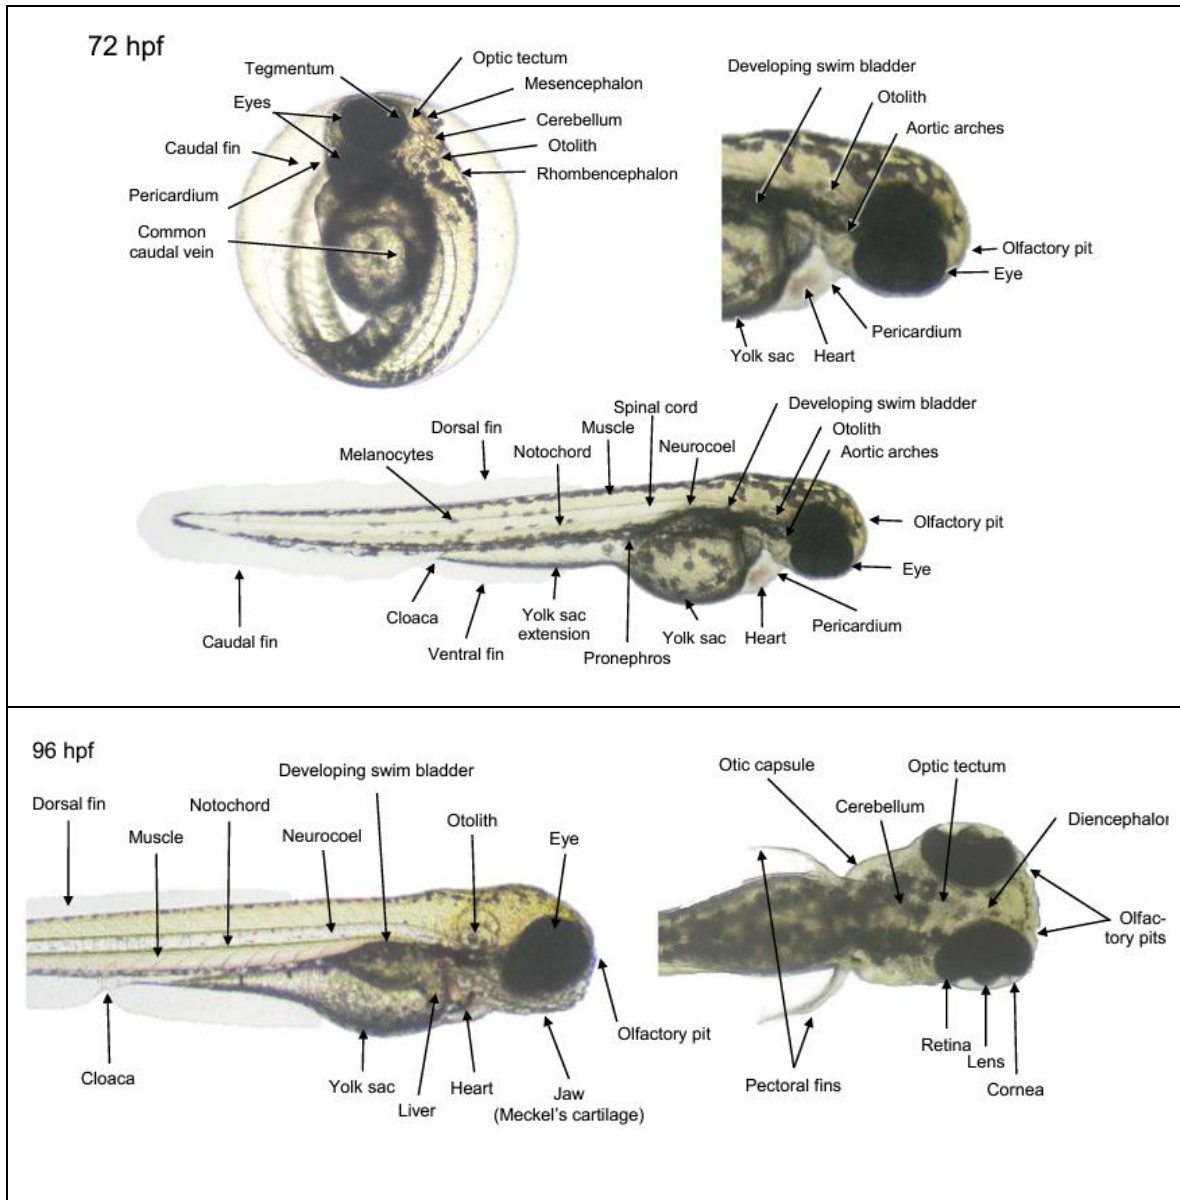 72 hpf
Tegmentum
Optic tectum
Mesencephalon
Eyes
Cerebellum
Caudal fin
Otolith
Pericardium
Rhombencephalon
Common
caudal vein
Developing swim bladder
Otolith
Aortic arches
Olfactory pit
Eye
Pericardium
Yolk sac
Heart
Spinal cord
Developing swim bladder
Dorsal fin
Muscle
Otolith
Melanocytes
Notochord
Neurocoel
Aortic arches
Olfactory pit
Eye
Cloaca
Yolk sac
extension
Caudal fin
Ventral fin
Pronephros
Yolk sac
Heart
Pericardium
96 hpf
Developing swim bladder
Dorsal fin
Notochord
Muscle
Neurocoel
Otolith
Eye
Olfactory pit
Cloaca
Yolk sac
Liver
Heart
Jaw
(Meckel's cartilage)
Otic capsule
Optic tectum
Cerebellum
Diencephalon
Olfac-
tory pits
Retina
Lens
Cornea
Pectoral fins